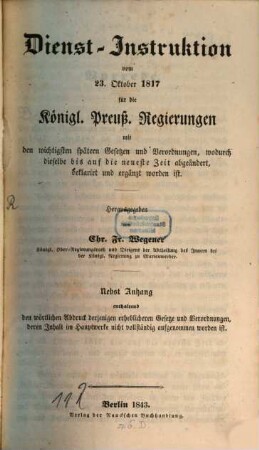 Dienst-Instruktion
vom
23. Oktober 1817
für die
Königl. Preuß. Regierungen
mit
den wichtigsten spätern Gesetzen und Verordnungen, wodurch
dieselbe bis auf die neueste Zeit abgeändert,
deklarirt und ergänzt worden ist.
Herausgegeben
Chr. Fr. Wegener
Königl. Ober-Regierungsrath und Dirigent der Abtheilung des Innern bei
der Königl. Regierung zu Marienwerder.
Nebst Anhang
enthaltend
den wörtlichen Abdruck derjenigen erheblicheren Gesetze und Verordnungen,
deren Inhalt im Hauptwerke nicht vollständig aufgenommen worden ist.
Berlin 1843.
Verlag der Nauckschen Buchhandlung.